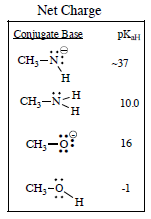 Net Charge
Conjugate Base pKaH
CH3–N:⊖ ~37
H
CH3–N–H 10.0
H
CH3–O:⊖ 16
CH3–O -1
H